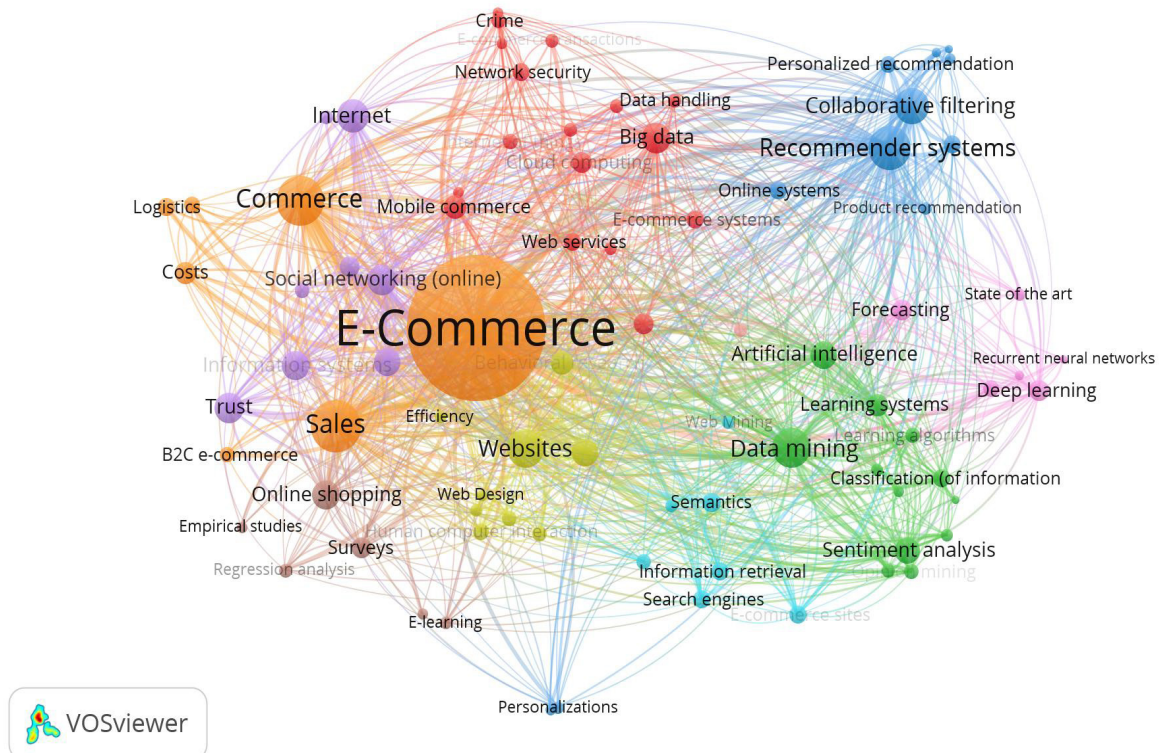 Crime
E-commerce transactions
Network security
Personalized recommendation
Data handling
Collaborative filtering
Internet
Big data
Recommender systems
Cloud computing
Online systems
Commerce
Logistics
Mobile commerce
Product recommendation
E-commerce systems
Web services
Costs
Social networking (online)
State of the art
Forecasting
E-Commerce
Artificial intelligence
Recurrent neural networks
Information systems
Deep learning
Trust
Learning systems
Efficiency
Sales
Web Mining
Learning algorithms
Websites
Data mining
B2C e-commerce
Classification (of information
Online shopping
Web Design
Semantics
Empirical studies
Human computer interaction
Surveys
Sentiment analysis
Regression analysis
Information retrieval
mining
Search engines
E-commerce sites
E-learning
Personalizations
VOSviewer